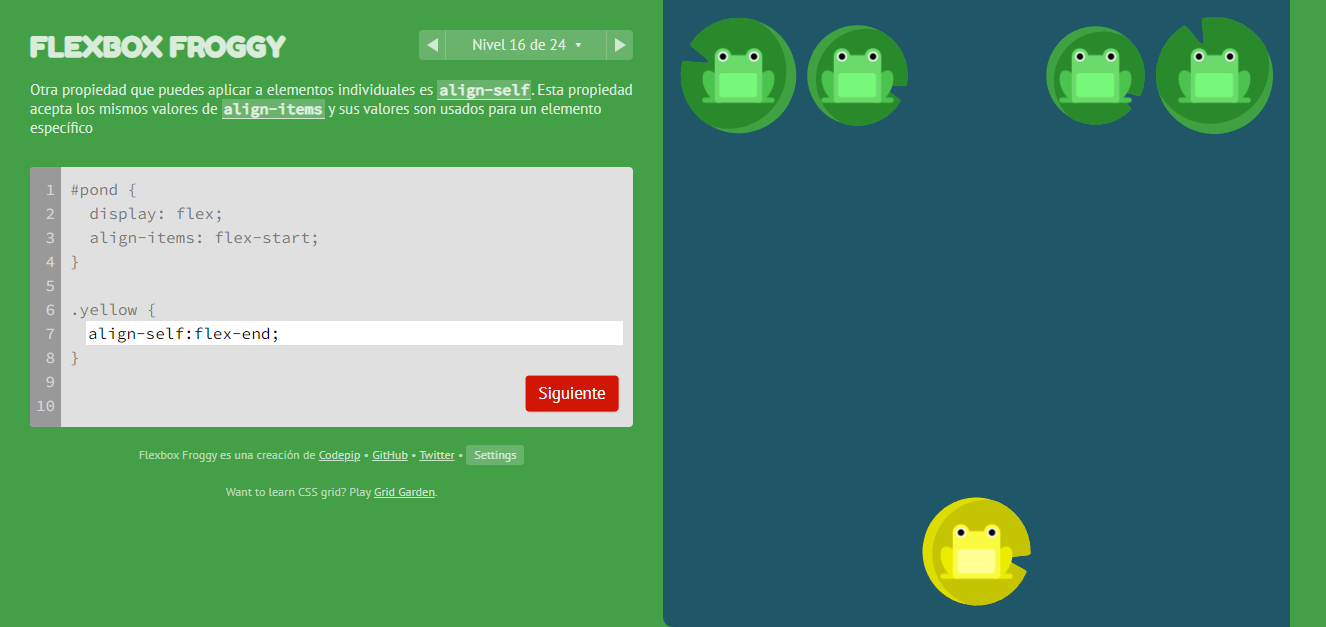 FLEXBOX FROGGY
Nivel 16 de 24
Otra propiedad que puedes aplicar a elementos individuales es align-self. Esta propiedad
acepta los mismos valores de align-items y sus valores son usados para un elemento
específico
1 #pond {
2 display: flex;
3 align-items: flex-start;
4 }
5
6 .yellow {
7 align-self:flex-end;
8 }
9
10
Siguiente
Flexbox Froggy es una creación de Codepip • GitHub • Twitter • Settings
Want to learn CSS grid? Play Grid Garden.